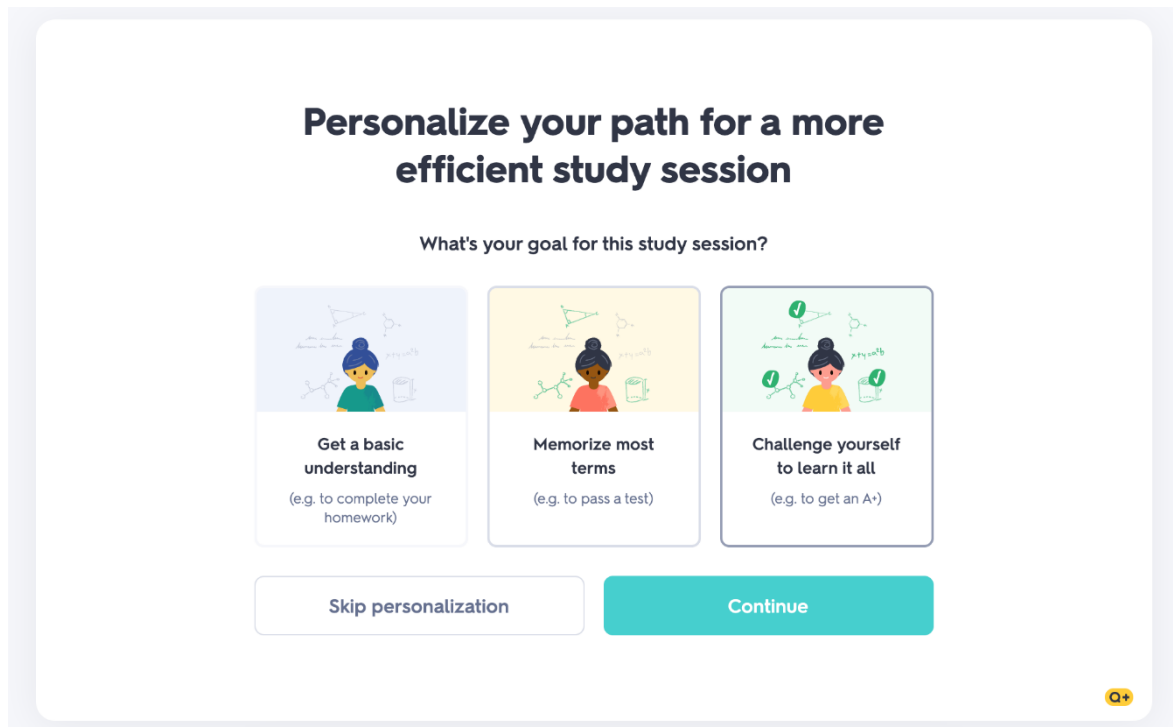 Personalize your path for a more
efficient study session
What's your goal for this study session?
Get a basic
understanding
(e.g. to complete your
homework)
Memorize most
terms
(e.g. to pass a test)
Challenge yourself
to learn it all
(e.g. to get an A+)
Skip personalization
Continue
Q+